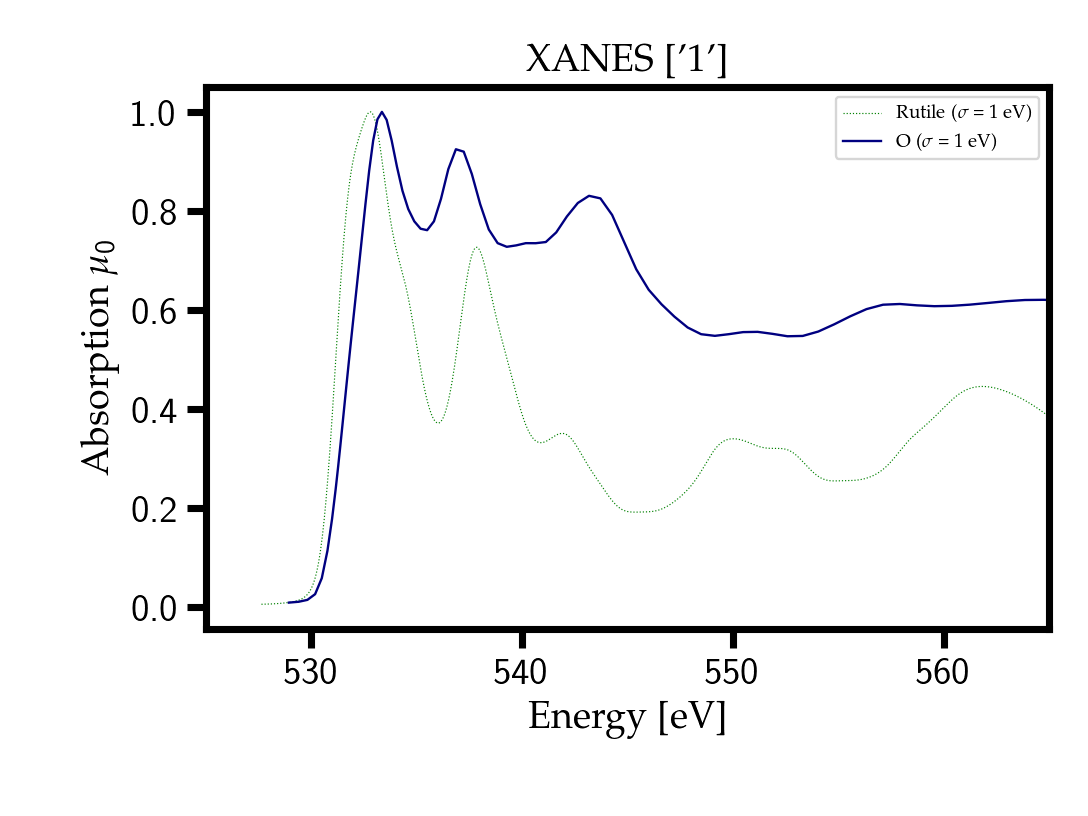 XANES ['1']
Rutile (σ = 1 eV)
O (σ = 1 eV)
Absorption μ₀
1.0
0.8
0.6
0.4
0.2
0.0
530 540 550 560
Energy [eV]